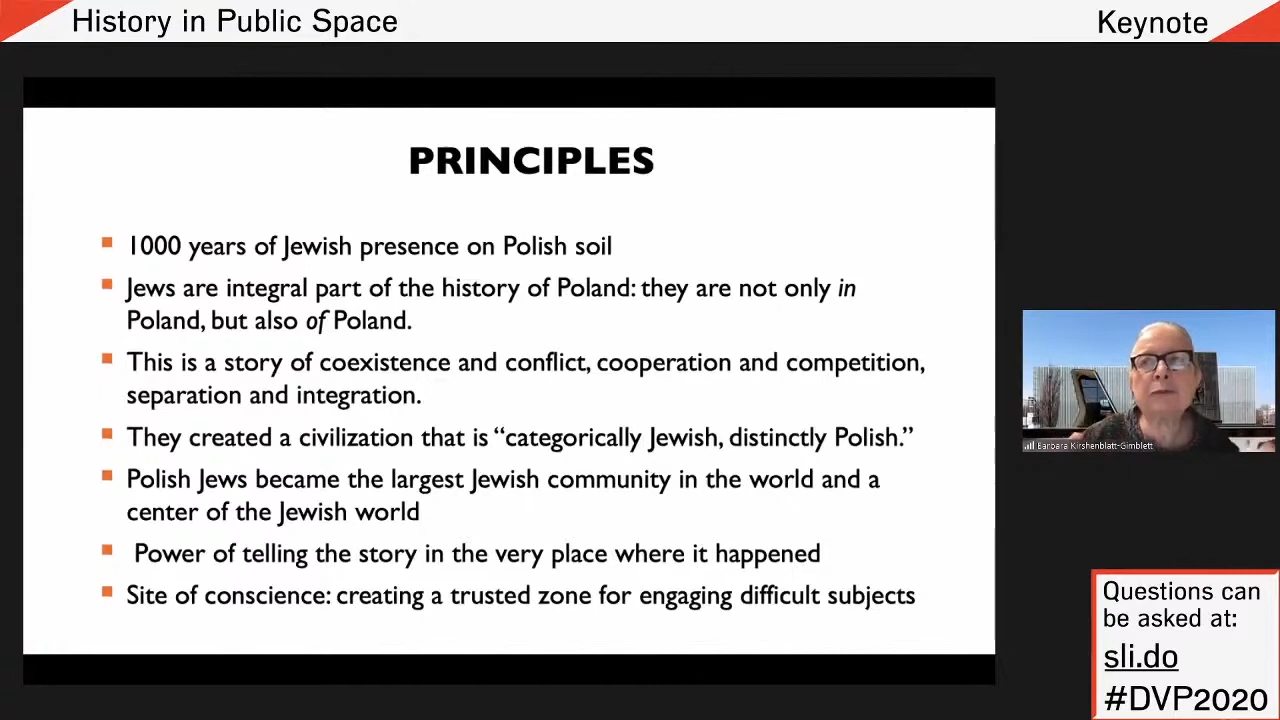 History in Public Space
Keynote
PRINCIPLES
1000 years of Jewish presence on Polish soil
Jews are integral part of the history of Poland: they are not only in
Poland, but also of Poland.
This is a story of coexistence and conflict, cooperation and competition,
separation and integration.
They created a civilization that is “categorically Jewish, distinctly Polish.”
Polish Jews became the largest Jewish community in the world and a
center of the Jewish world
Power of telling the story in the very place where it happened
Site of conscience: creating a trusted zone for engaging difficult subjects
Barbara Kirshenblatt-Gimblett
Questions can
be asked at:
sli.do
#DVP2020